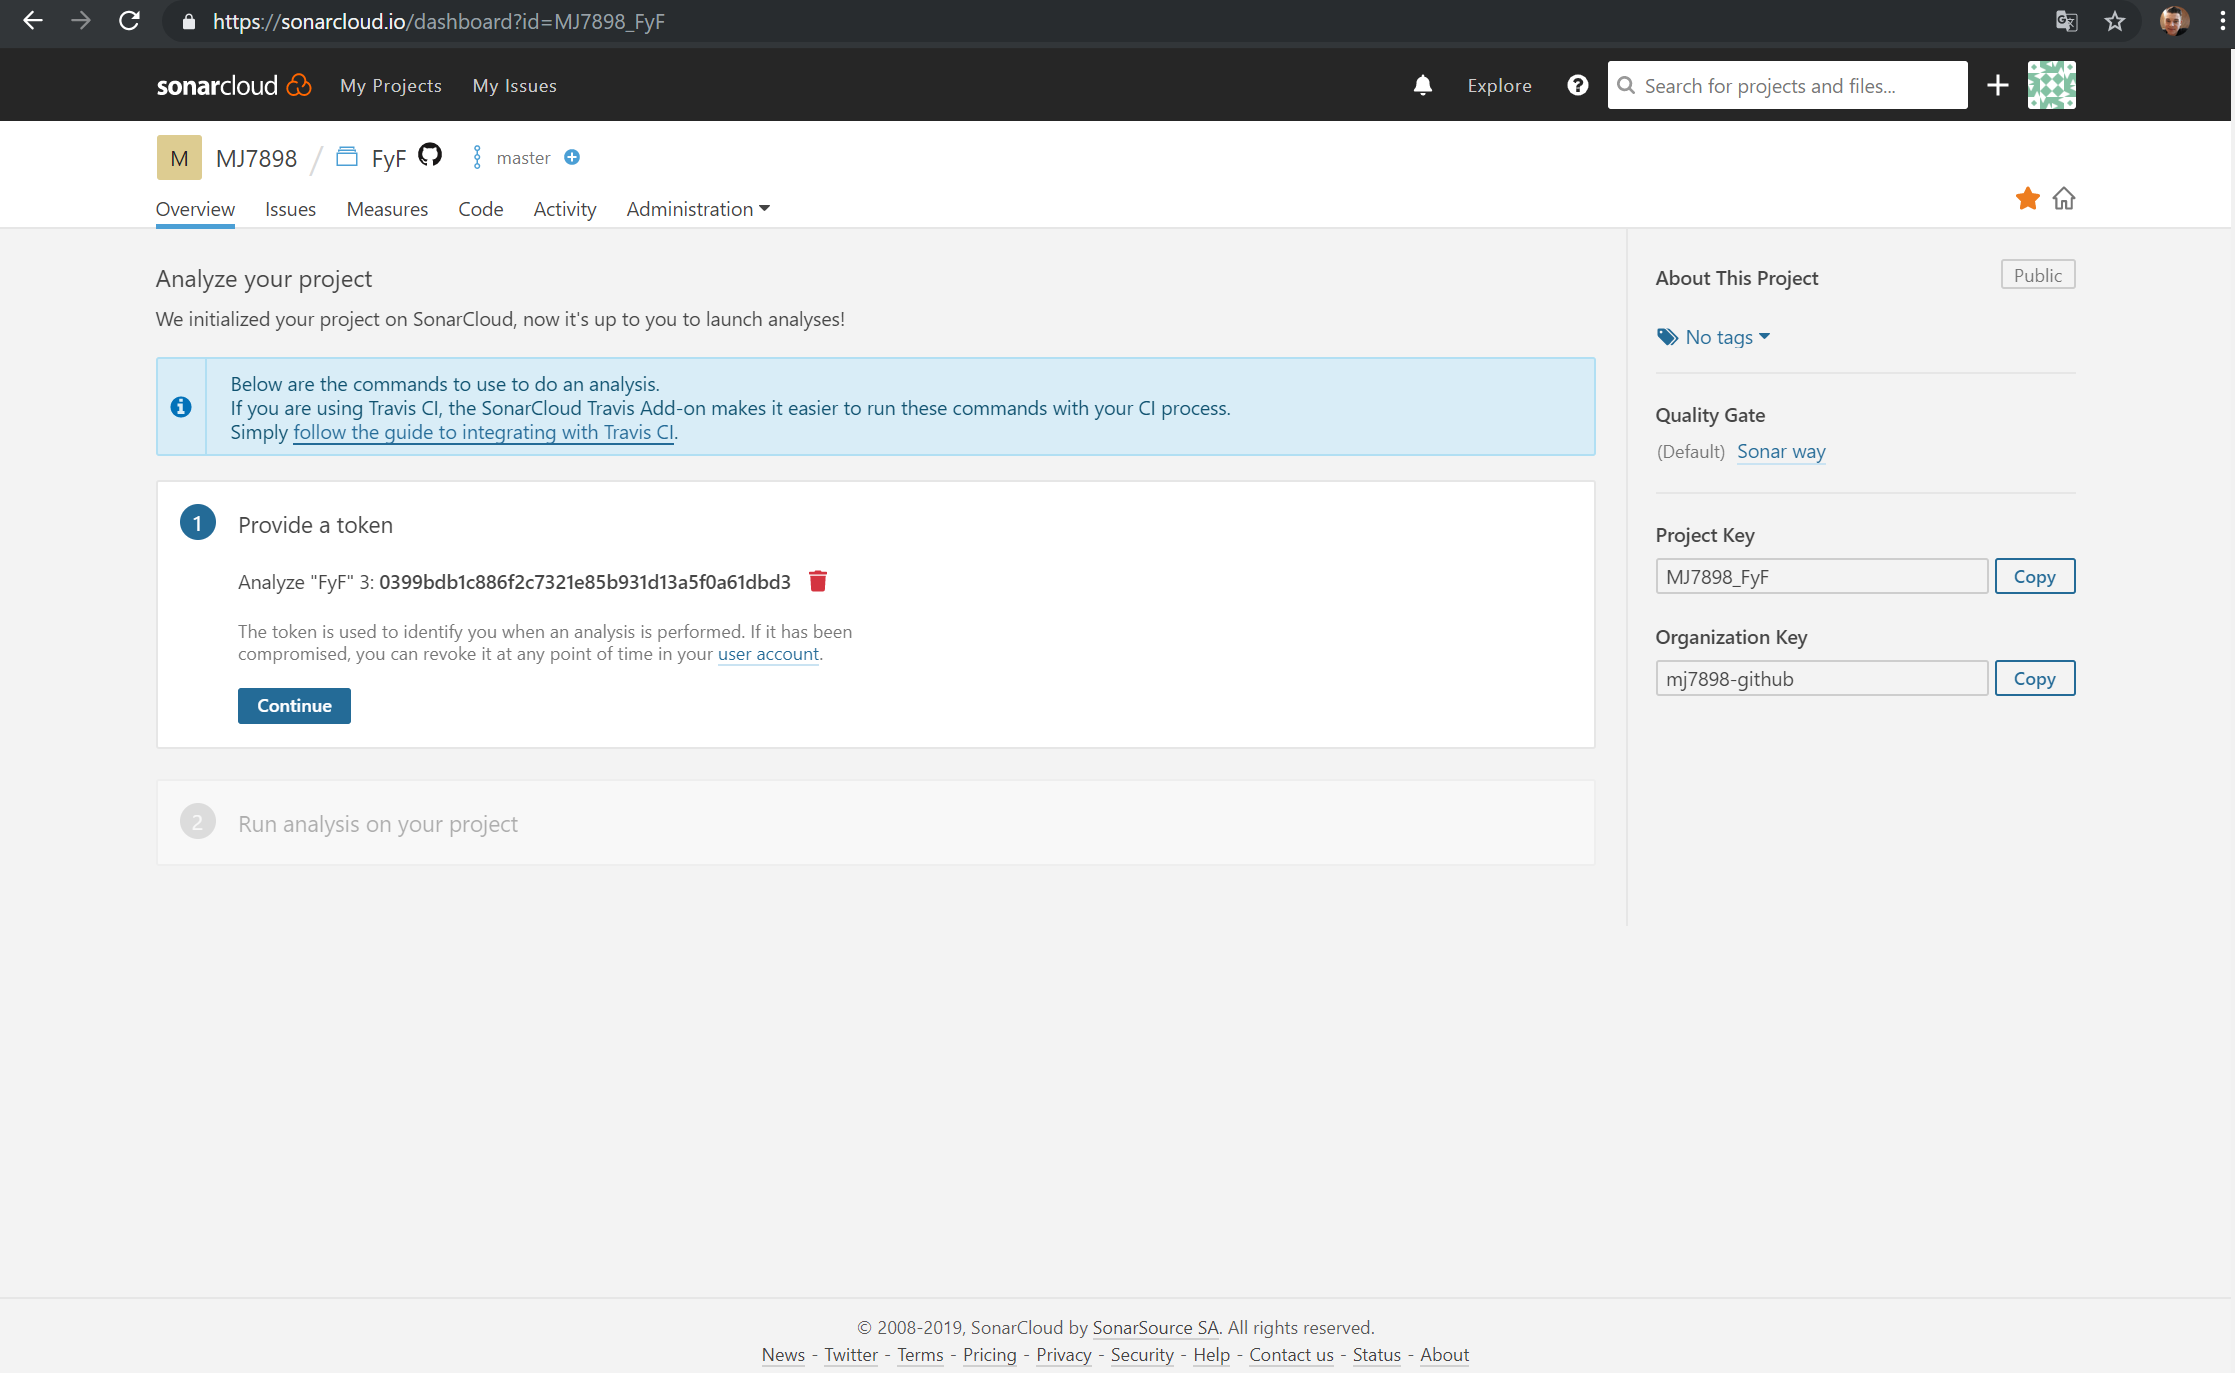 https://sonarcloud.io/dashboard?id=MJ7898_FyF
sonarcloud My Projects My Issues Explore Search for projects and files...
M MJ7898 / FyF master
Overview Issues Measures Code Activity Administration
Analyze your project
We initialized your project on SonarCloud, now it's up to you to launch analyses!
Below are the commands to use to do an analysis.
If you are using Travis CI, the SonarCloud Travis Add-on makes it easier to run these commands with your CI process.
Simply follow the guide to integrating with Travis CI.
1 Provide a token
Analyze "FyF" 3: 0399bdb1c886f2c7321e85b931d13a5f0a61dbd3
The token is used to identify you when an analysis is performed. If it has been
compromised, you can revoke it at any point of time in your user account.
Continue
2 Run analysis on your project
About This Project Public
No tags
Quality Gate
(Default) Sonar way
Project Key
MJ7898_FyF Copy
Organization Key
mj7898-github Copy
© 2008-2019, SonarCloud by SonarSource SA. All rights reserved.
News - Twitter - Terms - Pricing - Privacy - Security - Help - Contact us - Status - About